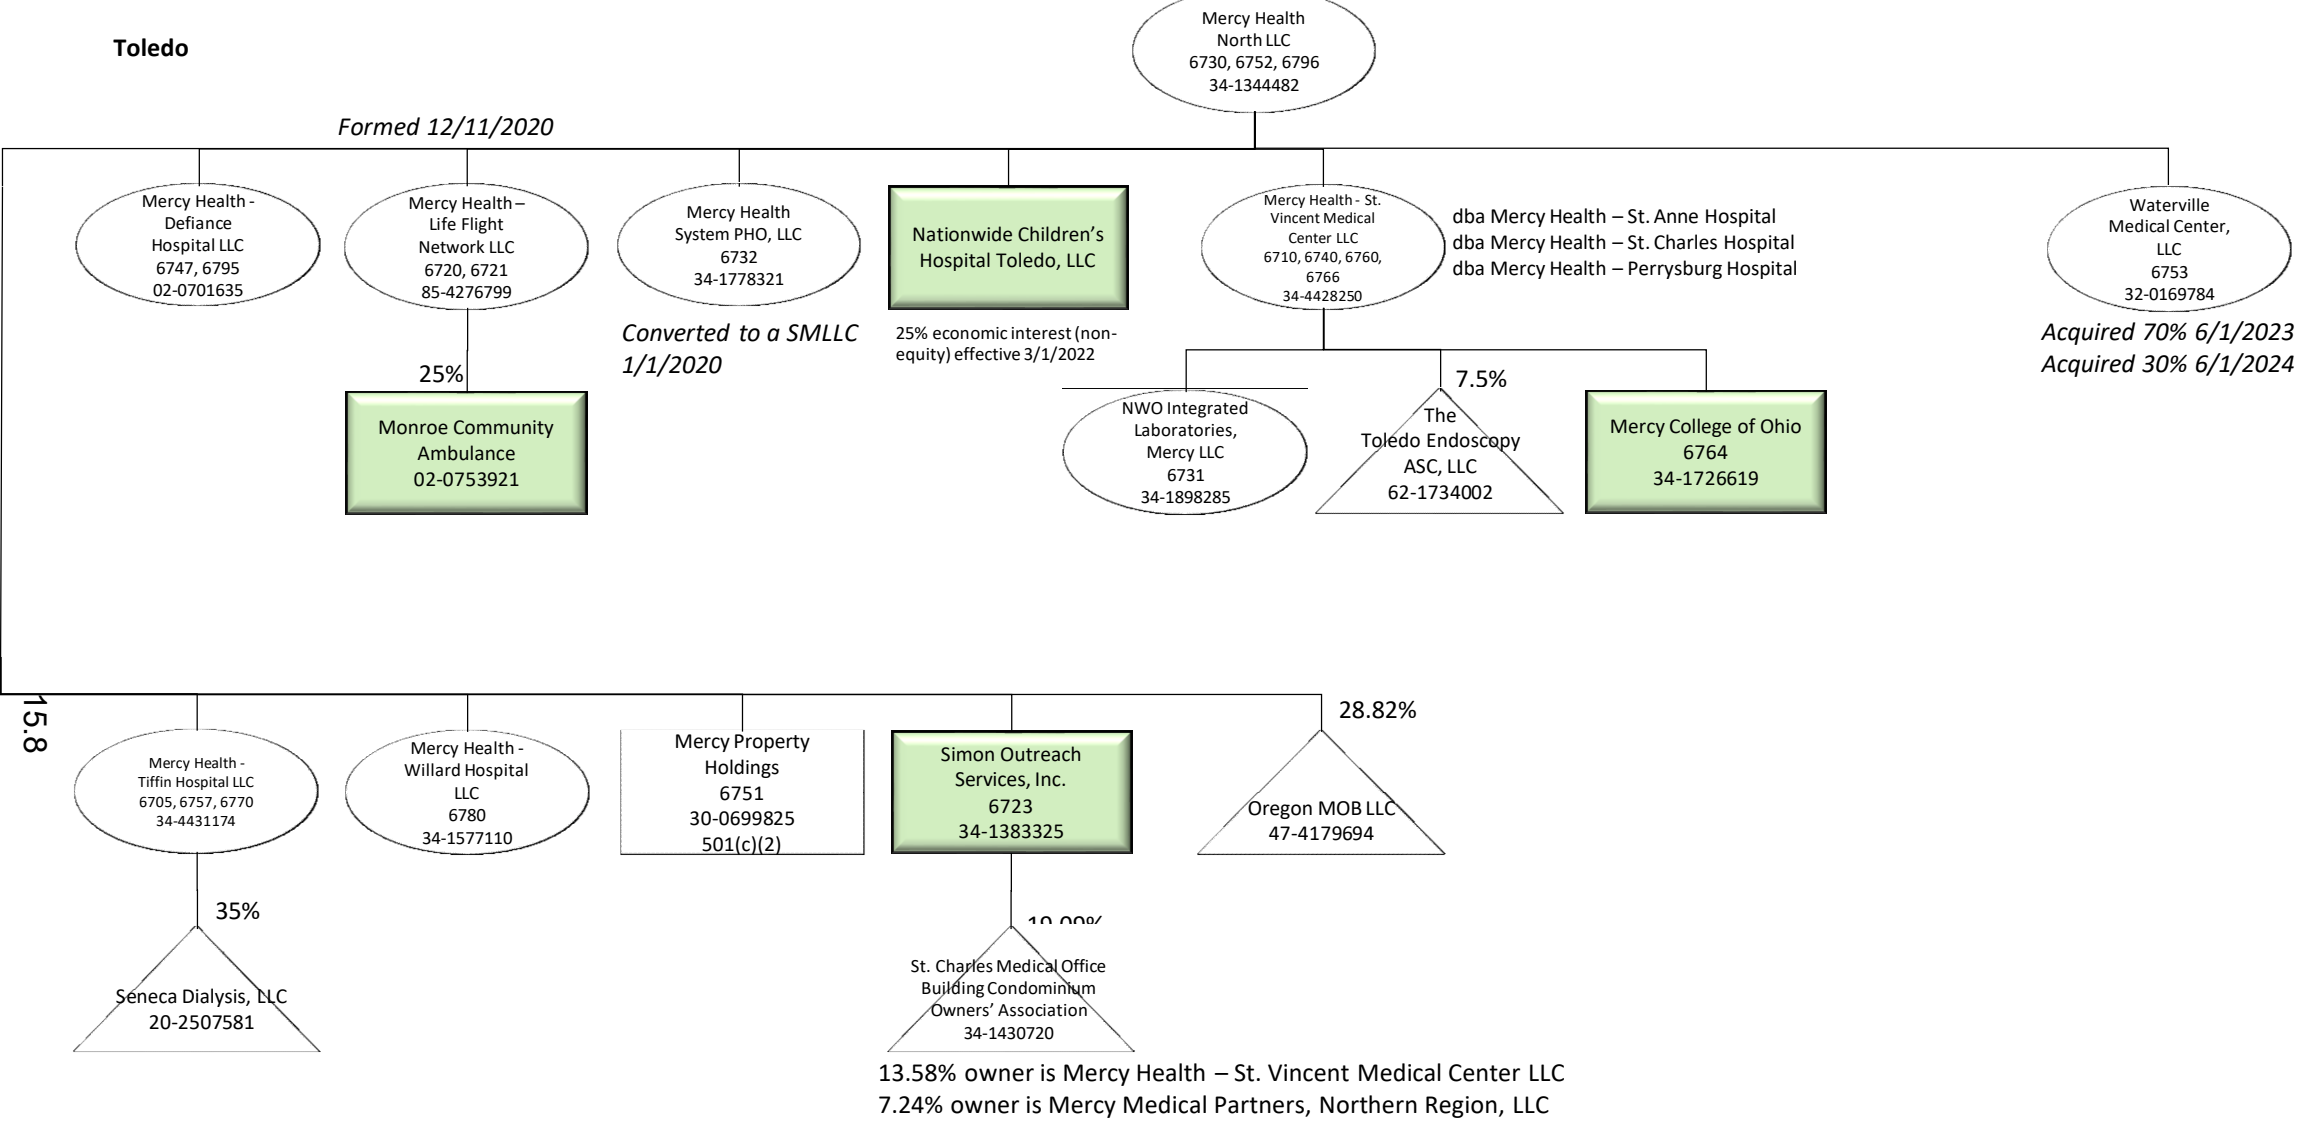 Toledo
Mercy Health
North LLC
6730, 6752, 6796
34-1344482
Formed 12/11/2020
Mercy Health -
Defiance
Hospital LLC
6747, 6795
02-0701635
Mercy Health –
Life Flight
Network LLC
6720, 6721
85-4276799
Mercy Health
System PHO, LLC
6732
34-1778321
Converted to a SMLLC
1/1/2020
Nationwide Children’s
Hospital Toledo, LLC
25% economic interest (non-
equity) effective 3/1/2022
Mercy Health - St.
Vincent Medical
Center LLC
6710, 6740, 6760,
6766
34-4428250
dba Mercy Health – St. Anne Hospital
dba Mercy Health – St. Charles Hospital
dba Mercy Health – Perrysburg Hospital
Waterville
Medical Center,
LLC
6753
32-0169784
Acquired 70% 6/1/2023
Acquired 30% 6/1/2024
25%
Monroe Community
Ambulance
02-0753921
NWO Integrated
Laboratories,
Mercy LLC
6731
34-1898285
7.5%
The
Toledo Endoscopy
ASC, LLC
62-1734002
Mercy College of Ohio
6764
34-1726619
15.8
Mercy Health -
Tiffin Hospital LLC
6705, 6757, 6770
34-4431174
Mercy Health -
Willard Hospital
LLC
6780
34-1577110
Mercy Property
Holdings
6751
30-0699825
501(c)(2)
Simon Outreach
Services, Inc.
6723
34-1383325
28.82%
Oregon MOB LLC
47-4179694
35%
Seneca Dialysis, LLC
20-2507581
St. Charles Medical Office
Building Condominium
Owners’ Association
34-1430720
13.58% owner is Mercy Health – St. Vincent Medical Center LLC
7.24% owner is Mercy Medical Partners, Northern Region, LLC